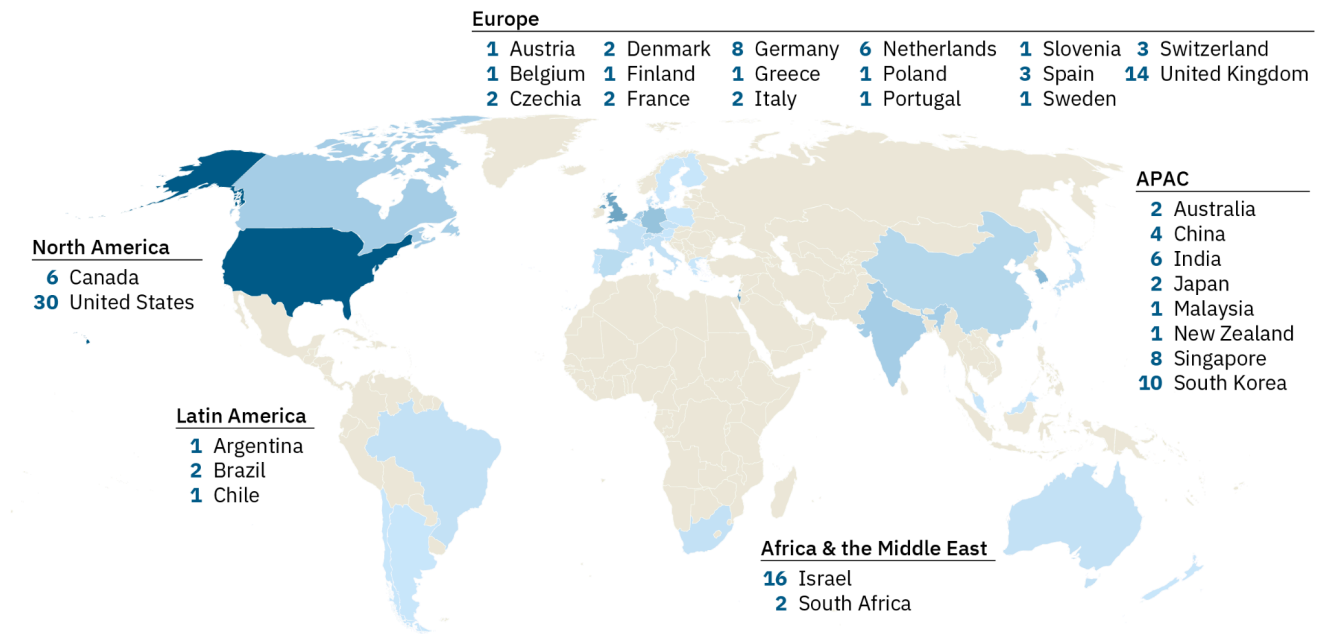 Europe
1 Austria 2 Denmark 8 Germany 6 Netherlands 1 Slovenia 3 Switzerland
1 Belgium 1 Finland 1 Greece 1 Poland 3 Spain 14 United Kingdom
2 Czechia 2 France 2 Italy 1 Portugal 1 Sweden
APAC
2 Australia
4 China
6 India
2 Japan
1 Malaysia
1 New Zealand
8 Singapore
10 South Korea
North America
6 Canada
30 United States
Latin America
1 Argentina
2 Brazil
1 Chile
Africa & the Middle East
16 Israel
2 South Africa